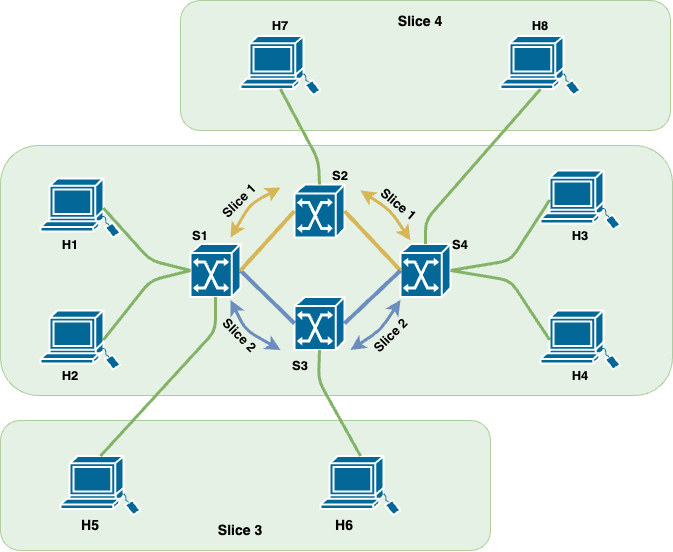 H7
Slice 4
H8
S2
Slice 1
Slice 1
H1
S1
S4
H3
H2
Slice 2
Slice 2
S3
H4
H5
Slice 3
H6